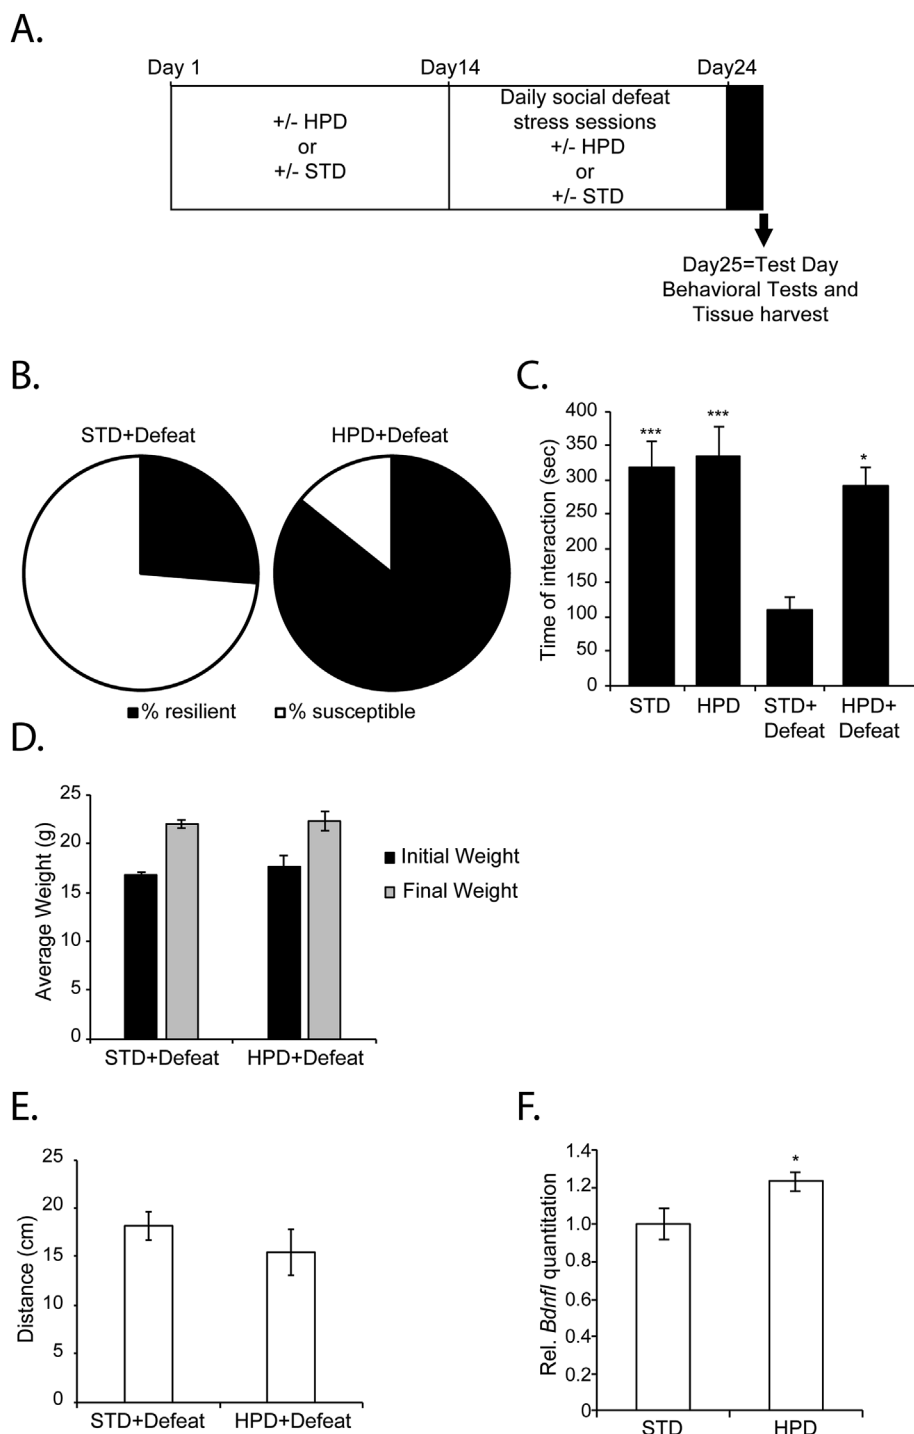 A.
Day 1
Day14
Day24
+/- HPD
or
+/- STD
Daily social defeat
stress sessions
+/- HPD
or
+/- STD
Day25=Test Day
Behavioral Tests and
Tissue harvest
B.
STD+Defeat
HPD+Defeat
% resilient
% susceptible
C.
Time of interaction (sec)
400
350
300
250
200
150
100
50
0
***
***
*
STD
HPD
STD+
Defeat
HPD+
Defeat
D.
Average Weight (g)
25
20
15
10
5
0
STD+Defeat
HPD+Defeat
Initial Weight
Final Weight
E.
Distance (cm)
25
20
15
10
5
0
STD+Defeat
HPD+Defeat
F.
Rel. BdnfI quantitation
1.4
1.2
1.0
0.8
0.6
0.4
0.2
0
*
STD
HPD